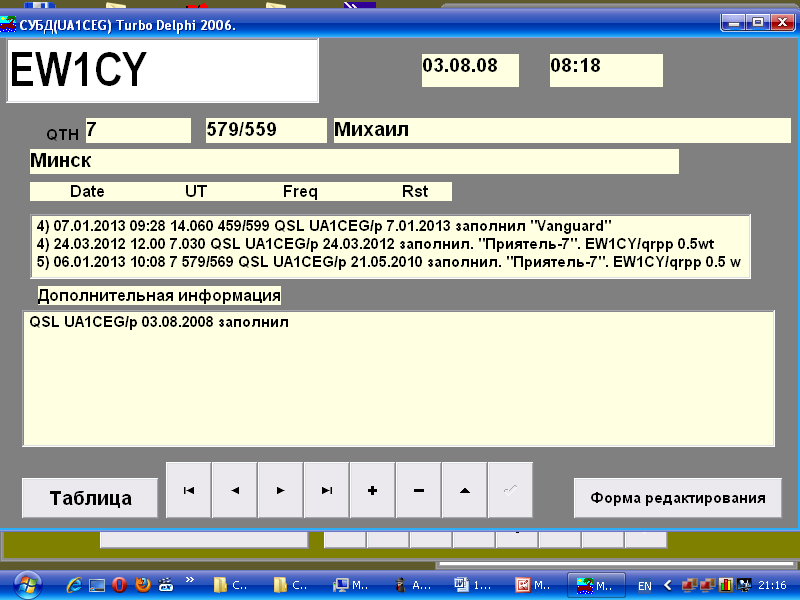 СУБД(UA1CEG) Turbo Delphi 2006.
EW1CY
03.08.08 08:18
QTH 7 579/559 Михаил
Минск
Date UT Freq Rst
4) 07.01.2013 09:28 14.060 459/599 QSL UA1CEG/p 7.01.2013 заполнил "Vanguard"
4) 24.03.2012 12.00 7.030 QSL UA1CEG/p 24.03.2012 заполнил. "Приятель-7". EW1CY/qrpp 0.5wt
5) 06.01.2013 10:08 7 579/569 QSL UA1CEG/p 21.05.2010 заполнил. "Приятель-7". EW1CY/qrpp 0.5 w
Дополнительная информация
QSL UA1CEG/p 03.08.2008 заполнил
Таблица
Форма редактирования
С.. С.. М.. А... 1... М.. М.. EN 21:16